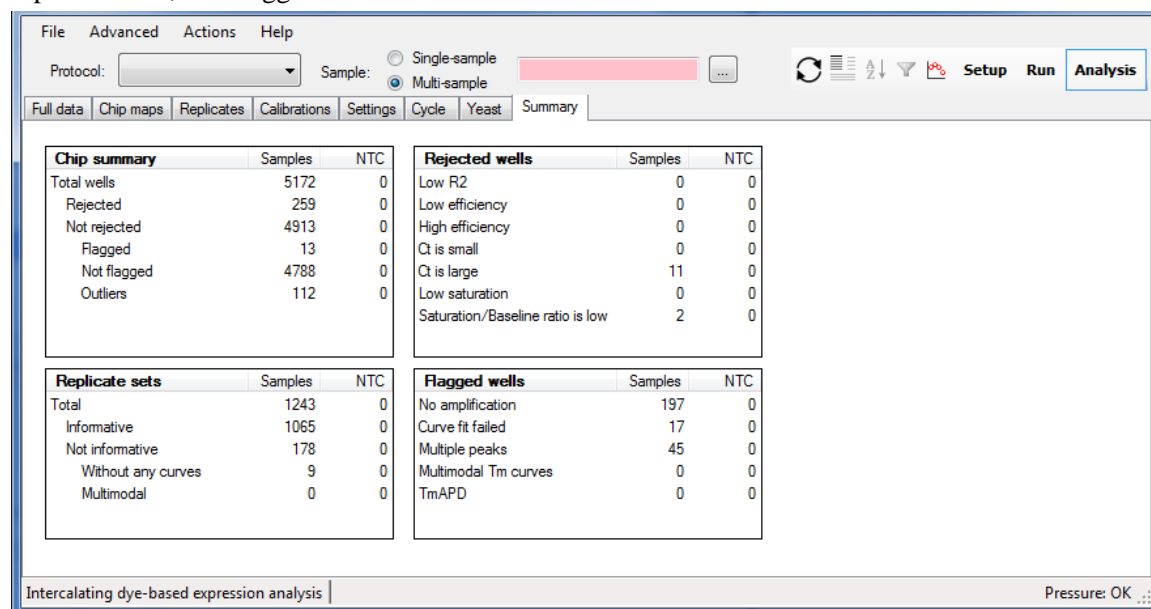 File Advanced Actions Help
Protocol: Sample: Single-sample
Multi-sample ... Setup Run Analysis
Full data Chip maps Replicates Calibrations Settings Cycle Yeast Summary
Chip summary Samples NTC
Total wells 5172 0
Rejected 259 0
Not rejected 4913 0
Flagged 13 0
Not flagged 4788 0
Outliers 112 0
Rejected wells Samples NTC
Low R2 0 0
Low efficiency 0 0
High efficiency 0 0
Ct is small 0 0
Ct is large 11 0
Low saturation 0 0
Saturation/Baseline ratio is low 2 0
Replicate sets Samples NTC
Total 1243 0
Informative 1065 0
Not informative 178 0
Without any curves 9 0
Multimodal 0 0
Flagged wells Samples NTC
No amplification 197 0
Curve fit failed 17 0
Multiple peaks 45 0
Multimodal Tm curves 0 0
TmAPD 0 0
Intercalating dye-based expression analysis Pressure: OK